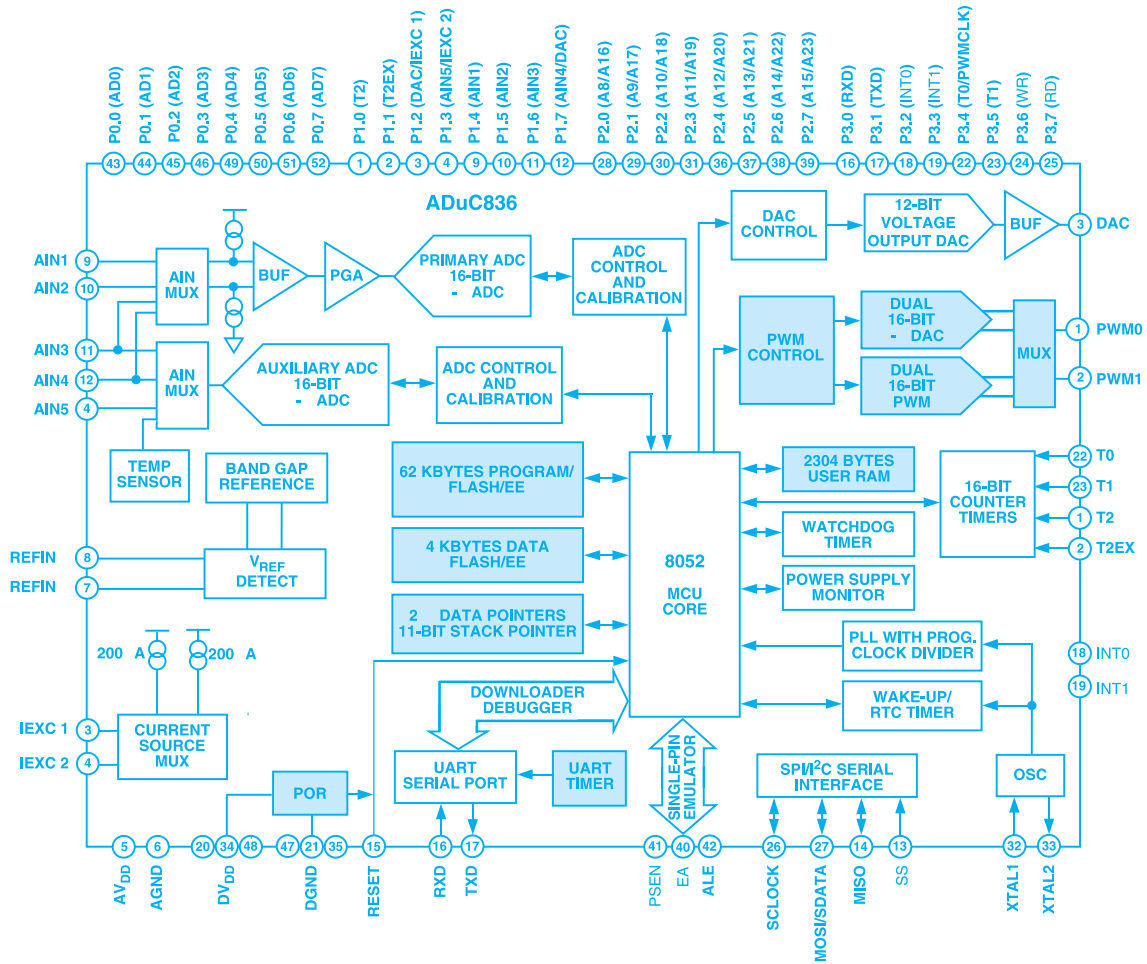 P0.0 (AD0)
P0.1 (AD1)
P0.2 (AD2)
P0.3 (AD3)
P0.4 (AD4)
P0.5 (AD5)
P0.6 (AD6)
P0.7 (AD7)
P1.0 (T2)
P1.1 (T2EX)
P1.2 (DAC/IEXC 1)
P1.3 (AIN5/IEXC 2)
P1.4 (AIN1)
P1.5 (AIN2)
P1.6 (AIN3)
P1.7 (AIN4/DAC)
P2.0 (A8/A16)
P2.1 (A9/A17)
P2.2 (A10/A18)
P2.3 (A11/A19)
P2.4 (A12/A20)
P2.5 (A13/A21)
P2.6 (A14/A22)
P2.7 (A15/A23)
P3.0 (RXD)
P3.1 (TXD)
P3.2 (INT0)
P3.3 (INT1)
P3.4 (T0/PWMCLK)
P3.5 (T1)
P3.6 (WR)
P3.7 (RD)
43 44 45 46 49 50 51 52 1 2 3 4 9 10 11 12 28 29 30 31 36 37 38 39 16 17 18 19 22 23 24 25
ADuC836
AIN1 9
AIN2 10
AIN3 11
AIN4 12
AIN5 4
AIN
MUX
BUF
PGA
PRIMARY ADC
16-BIT
- ADC
ADC
CONTROL
AND
CALIBRATION
DAC
CONTROL
12-BIT
VOLTAGE
OUTPUT DAC
BUF
3 DAC
AIN
MUX
AUXILIARY ADC
16-BIT
- ADC
ADC CONTROL
AND
CALIBRATION
PWM
CONTROL
DUAL
16-BIT
- DAC
DUAL
16-BIT
PWM
MUX
1 PWM0
2 PWM1
TEMP
SENSOR
BAND GAP
REFERENCE
62 KBYTES PROGRAM/
FLASH/EE
2304 BYTES
USER RAM
16-BIT
COUNTER
TIMERS
22 T0
23 T1
1 T2
2 T2EX
REFIN 8
REFIN 7
VREF
DETECT
4 KBYTES DATA
FLASH/EE
8052
MCU
CORE
WATCHDOG
TIMER
POWER SUPPLY
MONITOR
2 DATA POINTERS
11-BIT STACK POINTER
PLL WITH PROG.
CLOCK DIVIDER
18 INT0
19 INT1
200 A
200 A
DOWNLOADER
DEBUGGER
WAKE-UP/
RTC TIMER
IEXC 1 3
IEXC 2 4
CURRENT
SOURCE
MUX
POR
UART
SERIAL PORT
UART
TIMER
SINGLE-PIN
EMULATOR
SPI/I2C SERIAL
INTERFACE
OSC
5 6 20 34 48 47 21 35 15 16 17 41 40 42 26 27 14 13 32 33
AVDD
AGND
DVDD
DGND
RESET
RXD
TXD
PSEN
EA
ALE
SCLOCK
MOSI/SDATA
MISO
SS
XTAL1
XTAL2